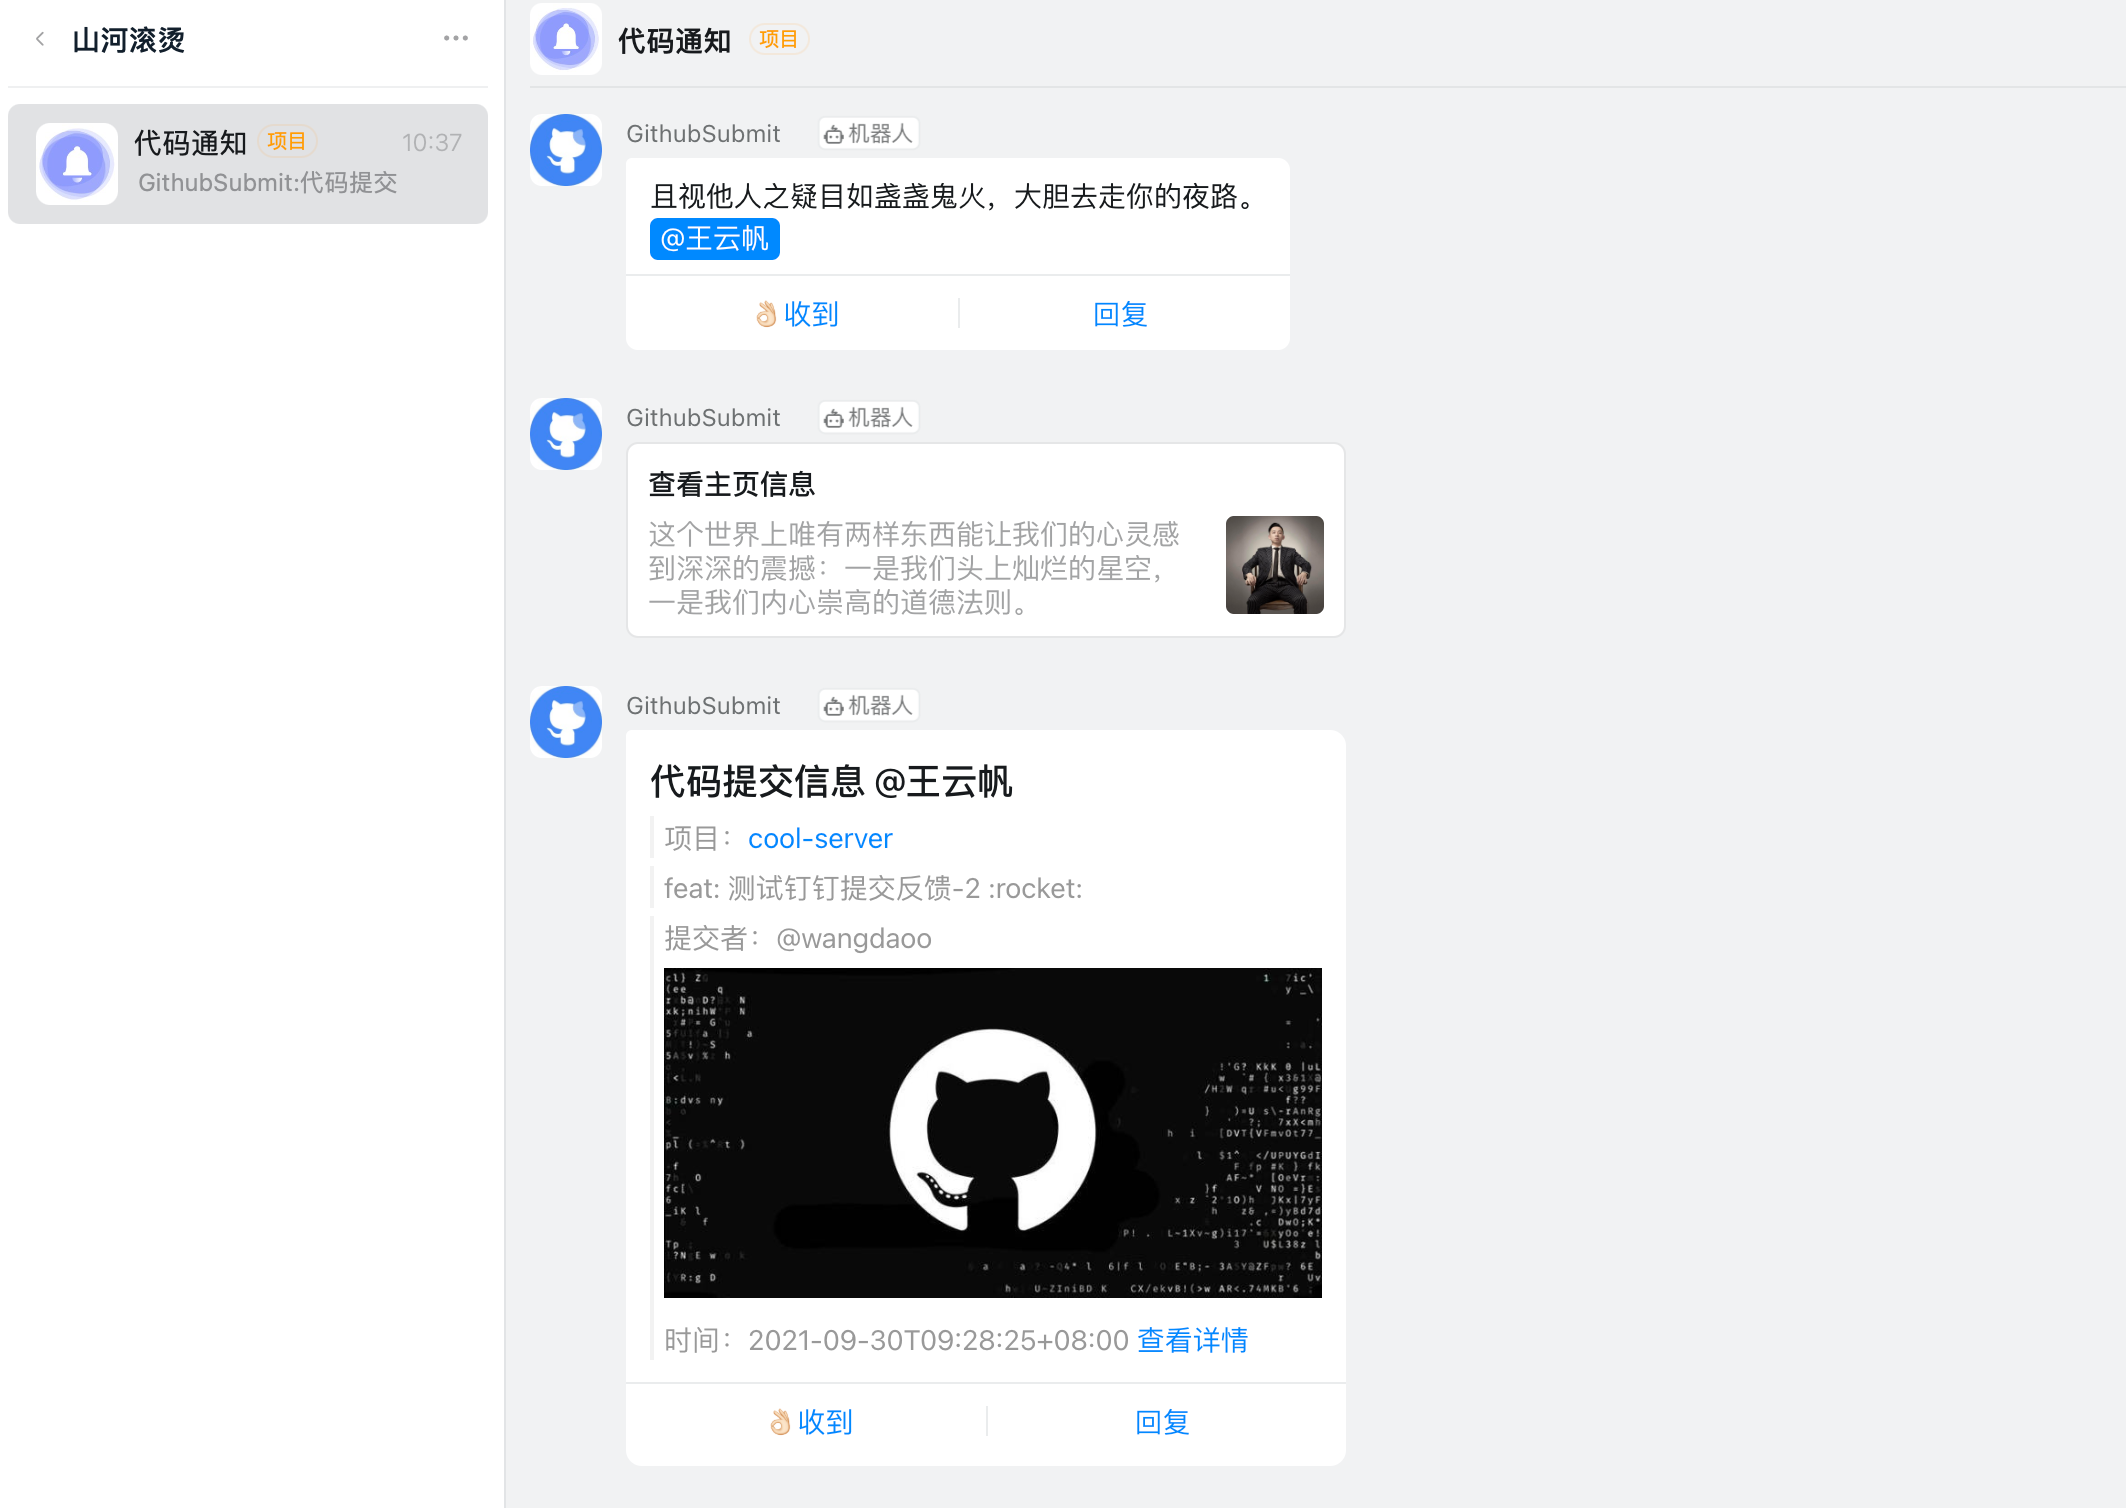 山河滚烫
代码通知 项目 10:37
GithubSubmit:代码提交
代码通知 项目
GithubSubmit 机器人
且视他人之疑目如盏盏鬼火，大胆去走你的夜路。
@王云帆
👌🏻收到 回复
GithubSubmit 机器人
查看主页信息
这个世界上唯有两样东西能让我们的心灵感
到深深的震撼：一是我们头上灿烂的星空，
一是我们内心崇高的道德法则。
GithubSubmit 机器人
代码提交信息 @王云帆
项目：cool-server
feat: 测试钉钉提交反馈-2 :rocket:
提交者：@wangdaoo
时间：2021-09-30T09:28:25+08:00 查看详情
👌🏻收到 回复